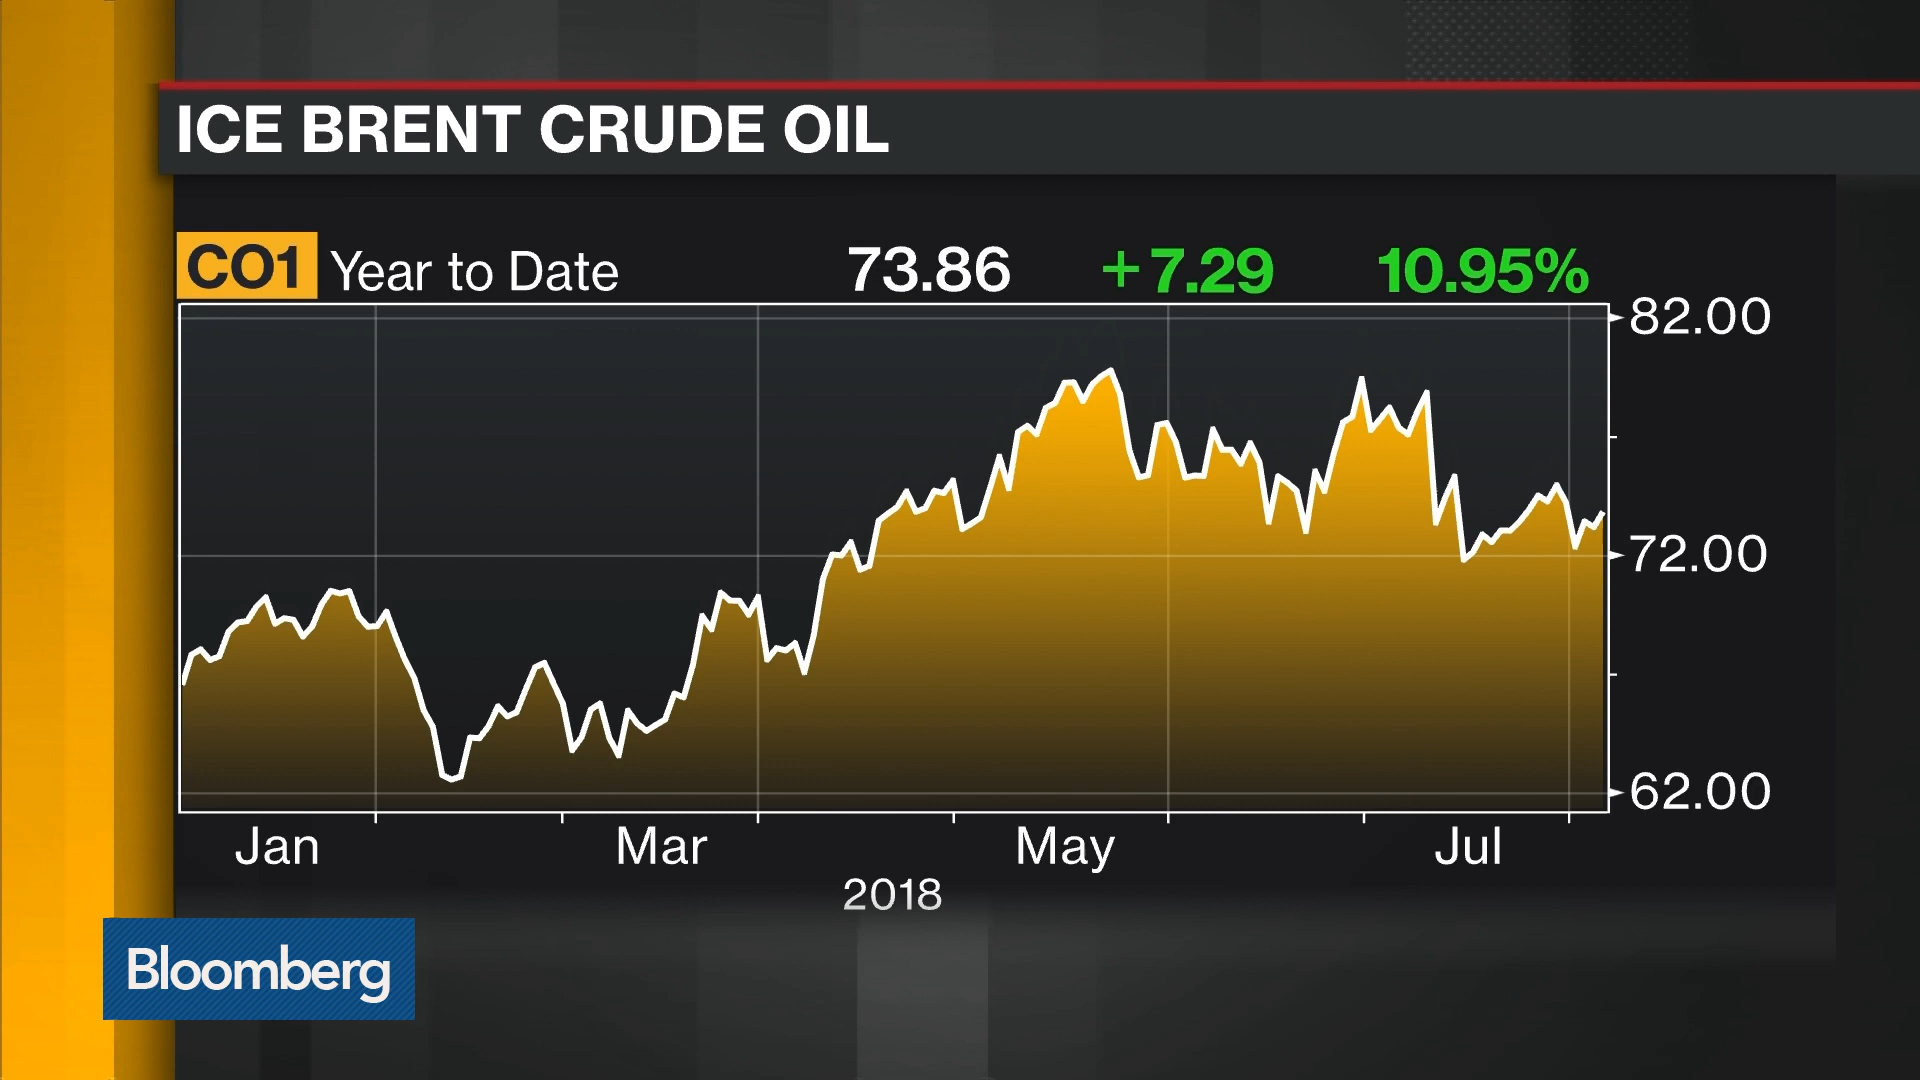 ICE BRENT CRUDE OIL
CO1 Year to Date 73.86 +7.29 10.95%
82.00
72.00
62.00
Jan Mar May Jul
2018
Bloomberg